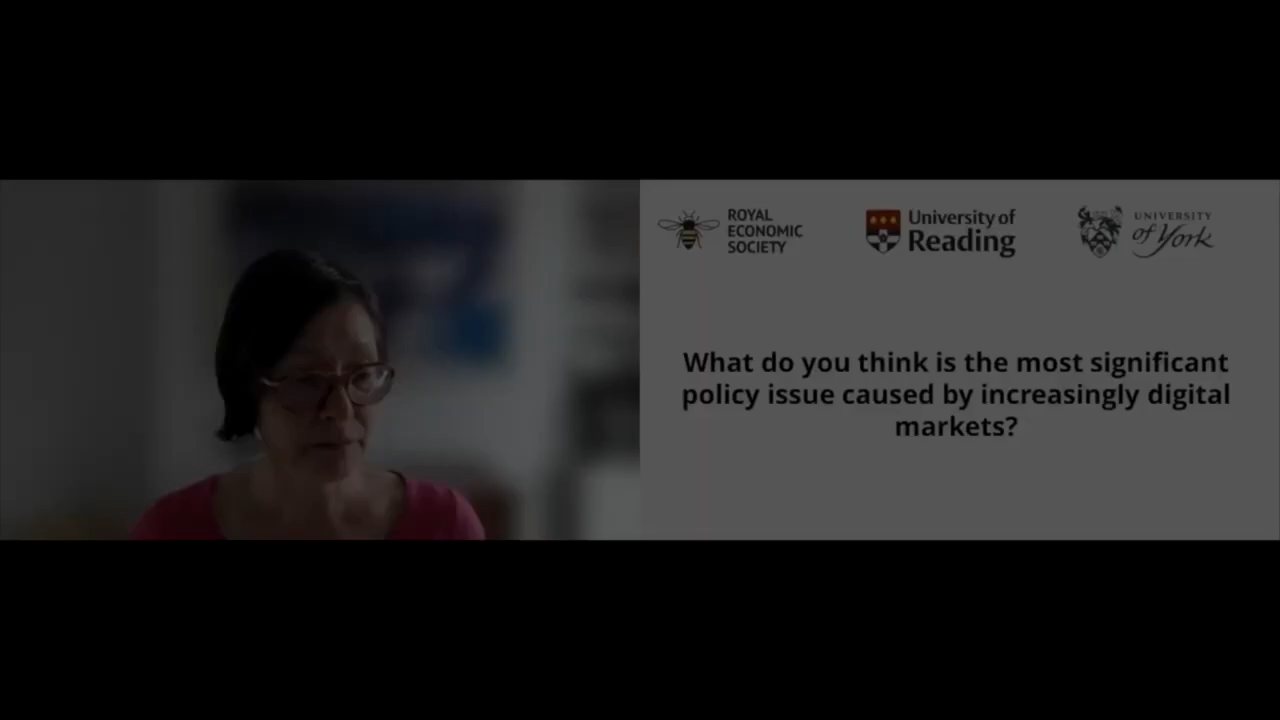 ROYAL
ECONOMIC
SOCIETY
University of
Reading
UNIVERSITY
of York
What do you think is the most significant
policy issue caused by increasingly digital
markets?